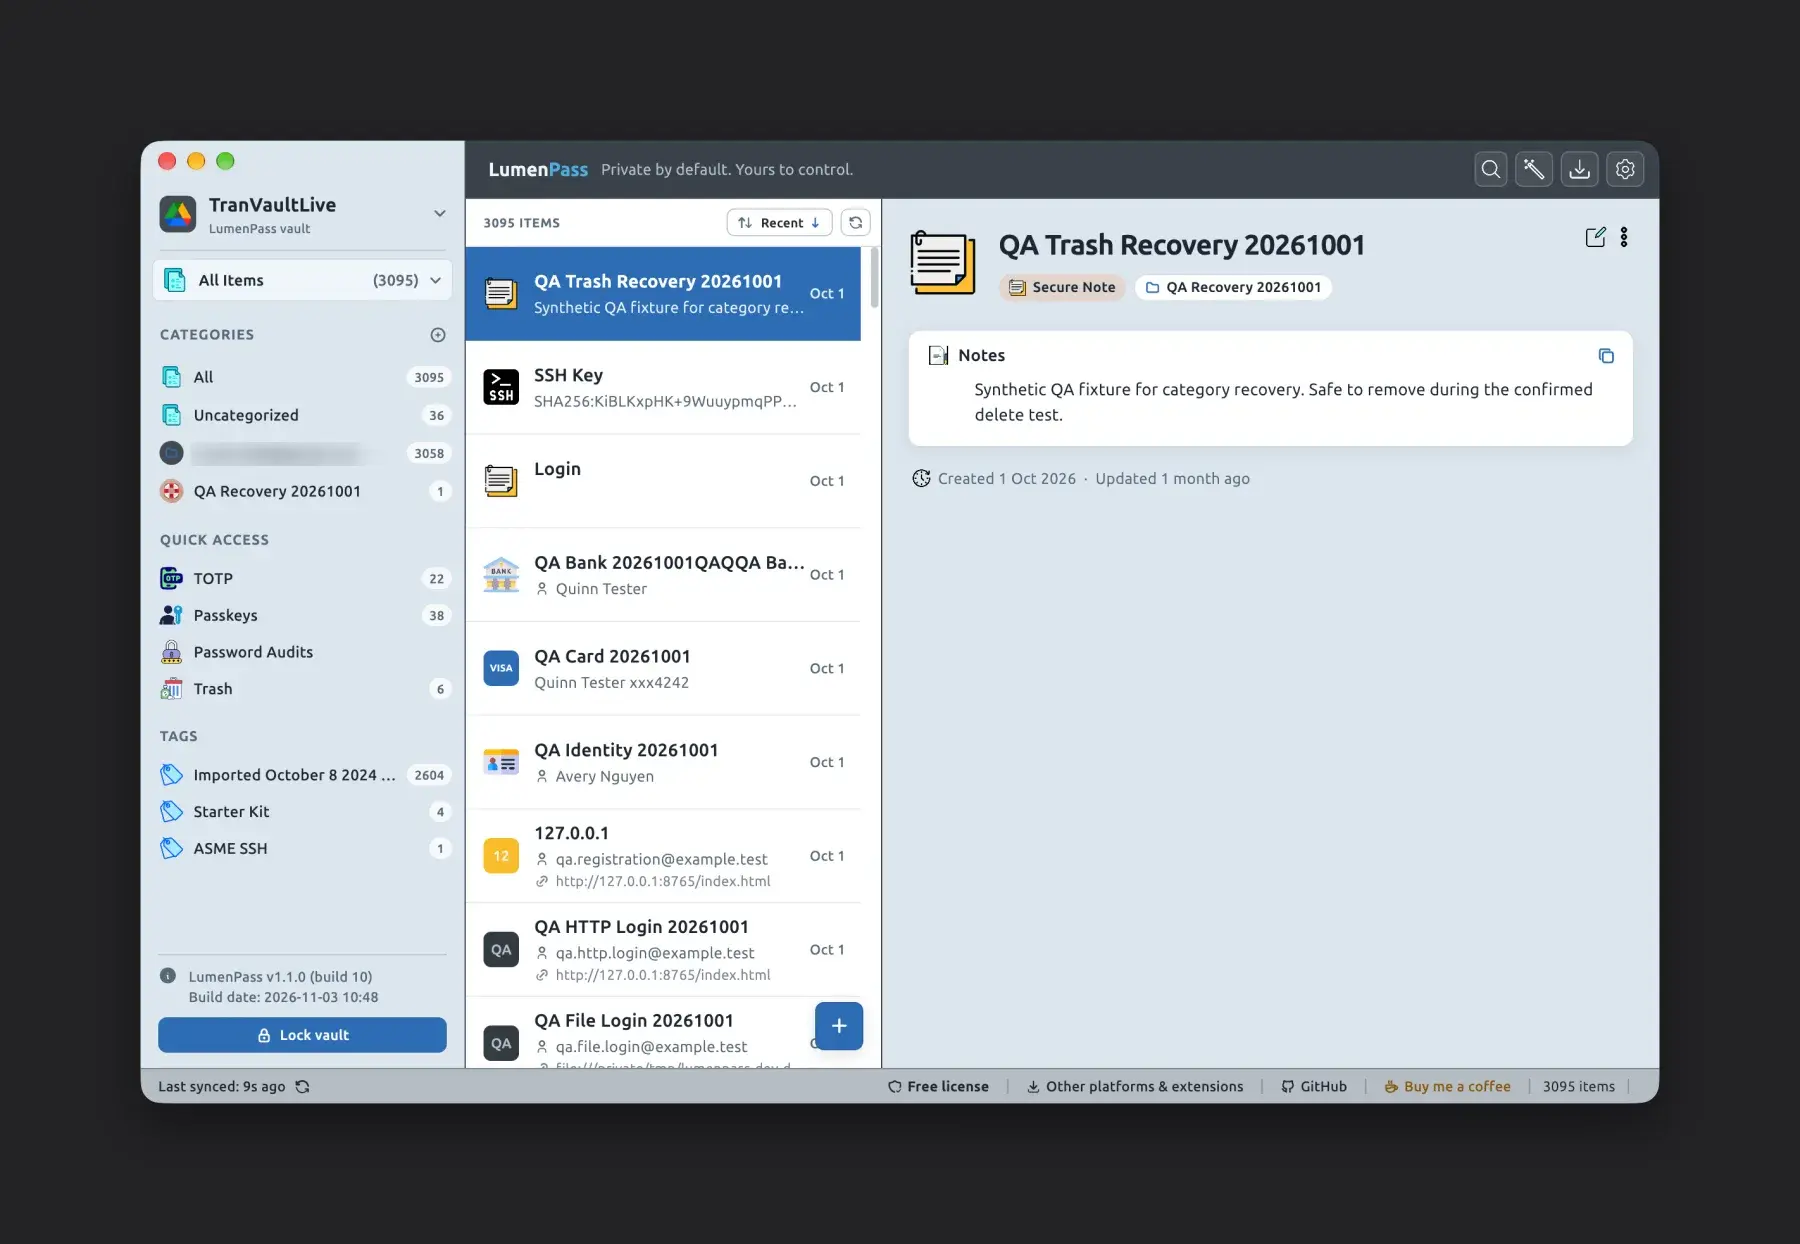 TranVaultLive
LumenPass vault
All Items (3095)
CATEGORIES
All 3095
Uncategorized 36
3058
QA Recovery 20261001 1
QUICK ACCESS
TOTP 22
Passkeys 38
Password Audits
Trash 6
TAGS
Imported October 8 2024 ... 2604
Starter Kit 4
ASME SSH 1
LumenPass v1.1.0 (build 10)
Build date: 2026-11-03 10:48
Lock vault
LumenPass Private by default. Yours to control.
3095 ITEMS Recent
QA Trash Recovery 20261001
Synthetic QA fixture for category re...
Oct 1
SSH
SSH Key
SHA256:KiBLKxpHK+9WuuypmqPP...
Oct 1
Login
Oct 1
BANK
QA Bank 20261001QAQQA Ba...
Quinn Tester
Oct 1
VISA
QA Card 20261001
Quinn Tester xxx4242
Oct 1
QA Identity 20261001
Avery Nguyen
Oct 1
12
127.0.0.1
qa.registration@example.test
http://127.0.0.1:8765/index.html
Oct 1
QA
QA HTTP Login 20261001
qa.http.login@example.test
http://127.0.0.1:8765/index.html
Oct 1
QA
QA File Login 20261001
qa.file.login@example.test
QA Trash Recovery 20261001
Secure Note QA Recovery 20261001
Notes
Synthetic QA fixture for category recovery. Safe to remove during the confirmed
delete test.
Created 1 Oct 2026 · Updated 1 month ago
Last synced: 9s ago
Free license
Other platforms & extensions
GitHub
Buy me a coffee
3095 items